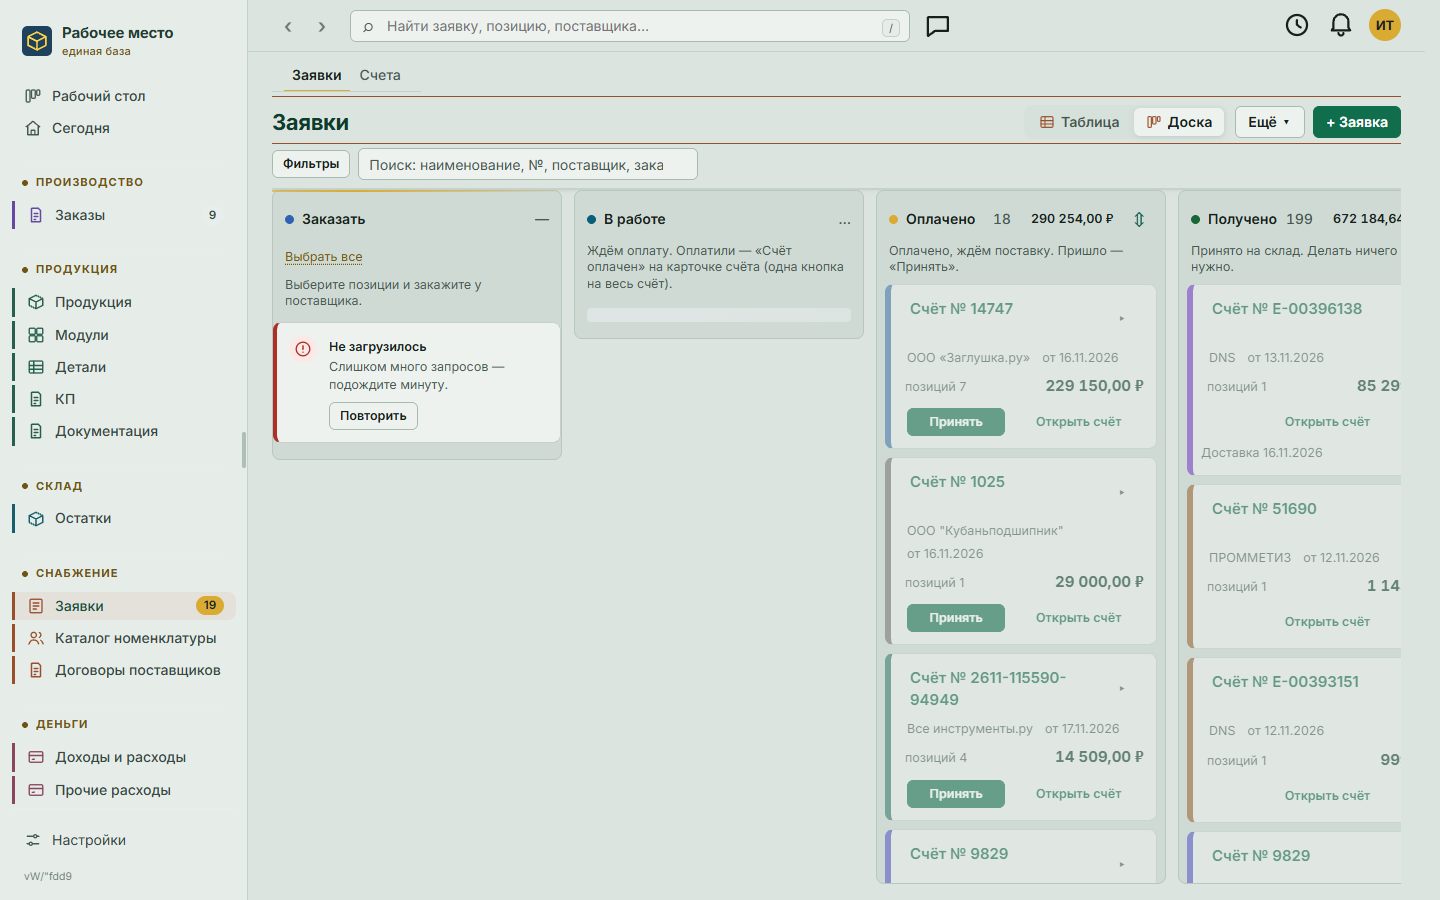 Рабочее место
единая база
Рабочий стол
Сегодня
ПРОИЗВОДСТВО
Заказы 9
ПРОДУКЦИЯ
Продукция
Модули
Детали
КП
Документация
СКЛАД
Остатки
СНАБЖЕНИЕ
Заявки 19
Каталог номенклатуры
Договоры поставщиков
ДЕНЬГИ
Доходы и расходы
Прочие расходы
Настройки
vW/"fdd9
Найти заявку, позицию, поставщика... /
ИТ
Заявки Счета
Заявки
Таблица Доска Ещё + Заявка
Фильтры Поиск: наименование, №, поставщик, зака
Заказать —
Выбрать все
Выберите позиции и закажите у
поставщика.
Не загрузилось
Слишком много запросов —
подождите минуту.
Повторить
В работе ...
Ждём оплату. Оплатили — «Счёт
оплачен» на карточке счёта (одна кнопка
на весь счёт).
Оплачено 18 290 254,00 ₽
Оплачено, ждём поставку. Пришло —
«Принять».
Счёт № 14747
ООО «Заглушка.ру» от 16.11.2026
позиций 7 229 150,00 ₽
Принять Открыть счёт
Счёт № 1025
ООО "Кубаньподшипник"
от 16.11.2026
позиций 1 29 000,00 ₽
Принять Открыть счёт
Счёт № 2611-115590-
94949
Все инструменты.ру от 17.11.2026
позиций 4 14 509,00 ₽
Принять Открыть счёт
Счёт № 9829
Получено 199 672 184,64
Принято на склад. Делать ничего
нужно.
Счёт № Е-00396138
DNS от 13.11.2026
позиций 1 85 29
Открыть счёт
Доставка 16.11.2026
Счёт № 51690
ПРОММЕТИЗ от 12.11.2026
позиций 1 1 14
Открыть счёт
Счёт № Е-00393151
DNS от 12.11.2026
позиций 1 99
Открыть счёт
Счёт № 9829